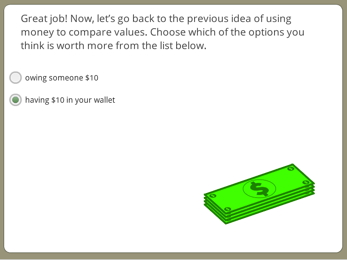 Great job! Now, let's go back to the previous idea of using
money to compare values. Choose which of the options you
think is worth more from the list below.
owing someone $10
having $10 in your wallet
$